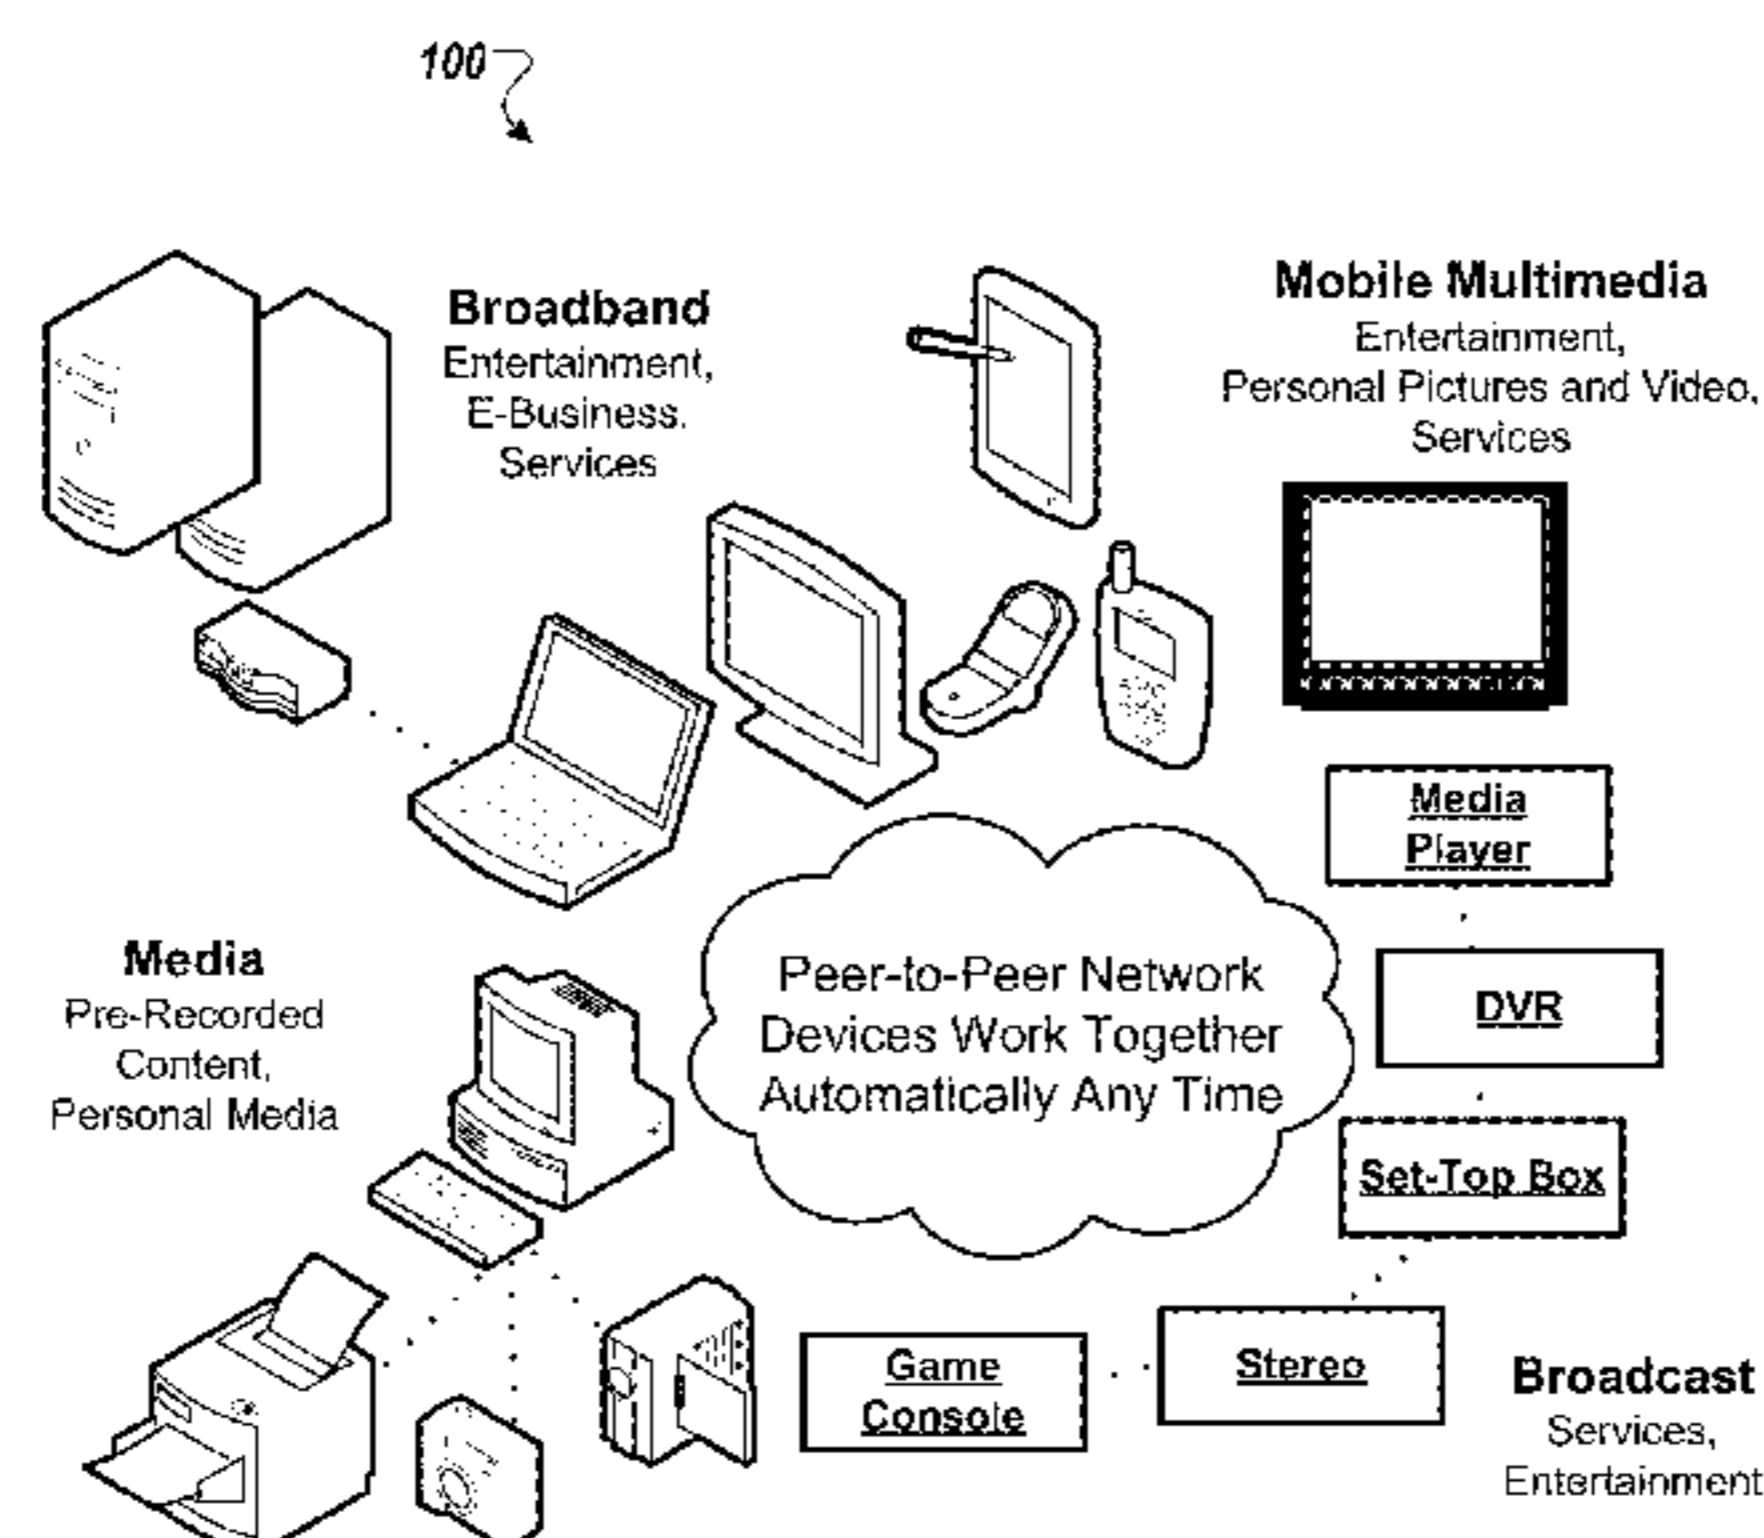 100
Broadband
Entertainment,
E-Business,
Services
Mobile Multimedia
Entertainment,
Personal Pictures and Video,
Services
Media
Player
DVR
Set-Top Box
Stereo
Game
Console
Peer-to-Peer Network
Devices Work Together
Automatically Any Time
Media
Pre-Recorded
Content,
Personal Media
Broadcast
Services,
Entertainment